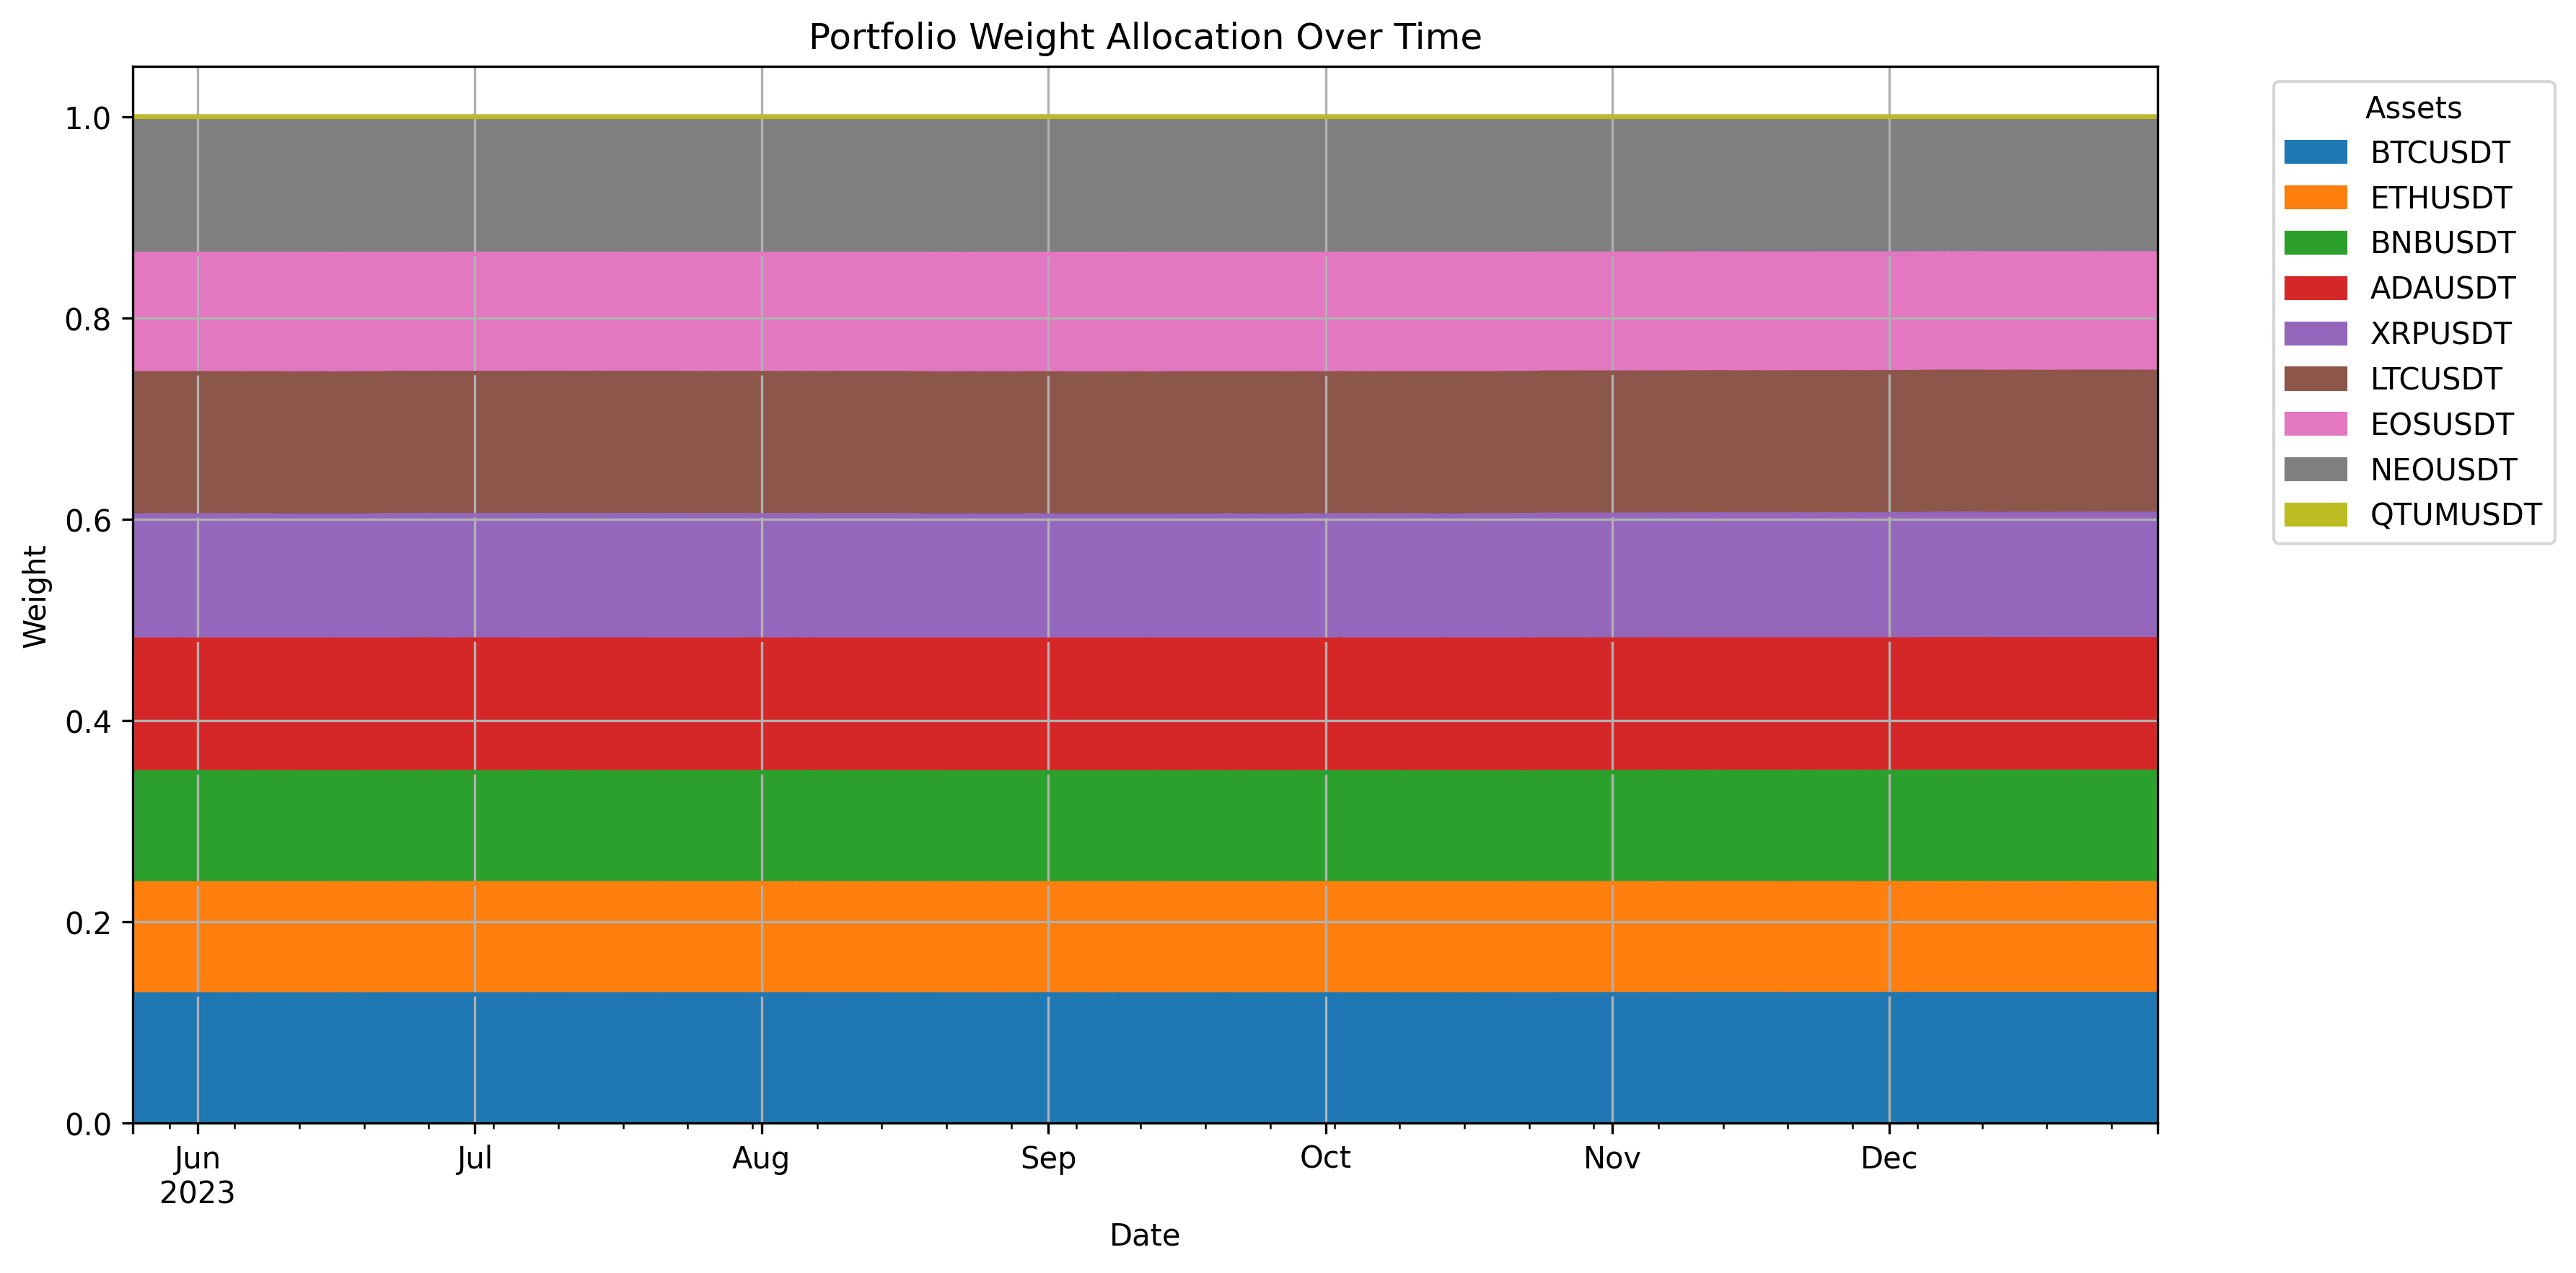 Portfolio Weight Allocation Over Time
Weight
1.0
0.8
0.6
0.4
0.2
0.0
Jun
2023
Jul
Aug
Sep
Oct
Nov
Dec
Date
Assets
BTCUSDT
ETHUSDT
BNBUSDT
ADAUSDT
XRPUSDT
LTCUSDT
EOSUSDT
NEOUSDT
QTUMUSDT